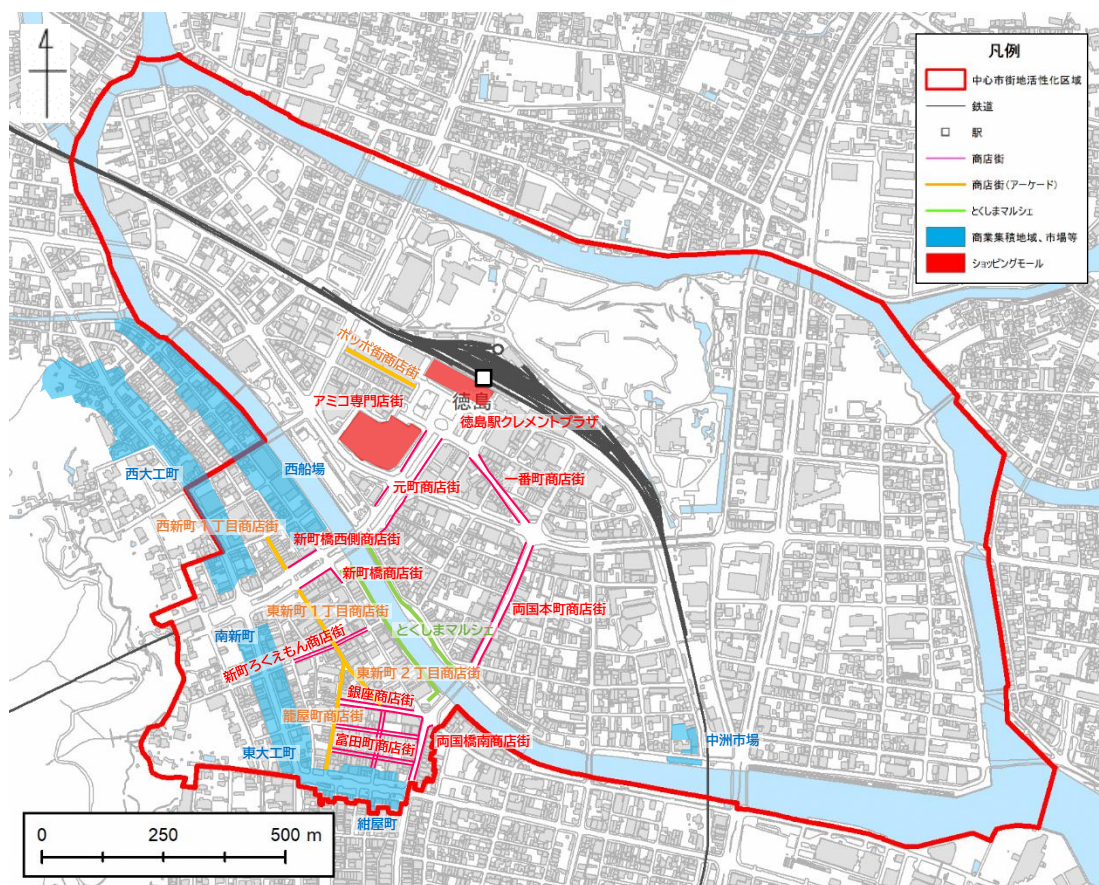 4
凡例
中心市街地活性化区域
鉄道
駅
商店街
商店街(アーケード)
とくしまマルシェ
商業集積地域、市場等
ショッピングモール
ポッポ街商店街
徳島
アミコ専門店街
徳島駅クレメントプラザ
西船場
西大工町
元町商店街
一番町商店街
西新町1丁目商店街
新町橋西側商店街
新町橋商店街
東新町1丁目商店街
両国本町商店街
とくしまマルシェ
南新町
新町ろくえもん商店街
東新町2丁目商店街
銀座商店街
籠屋町商店街
富田町商店街
両国橋南商店街
中洲市場
東大工町
紺屋町
0 250 500 m